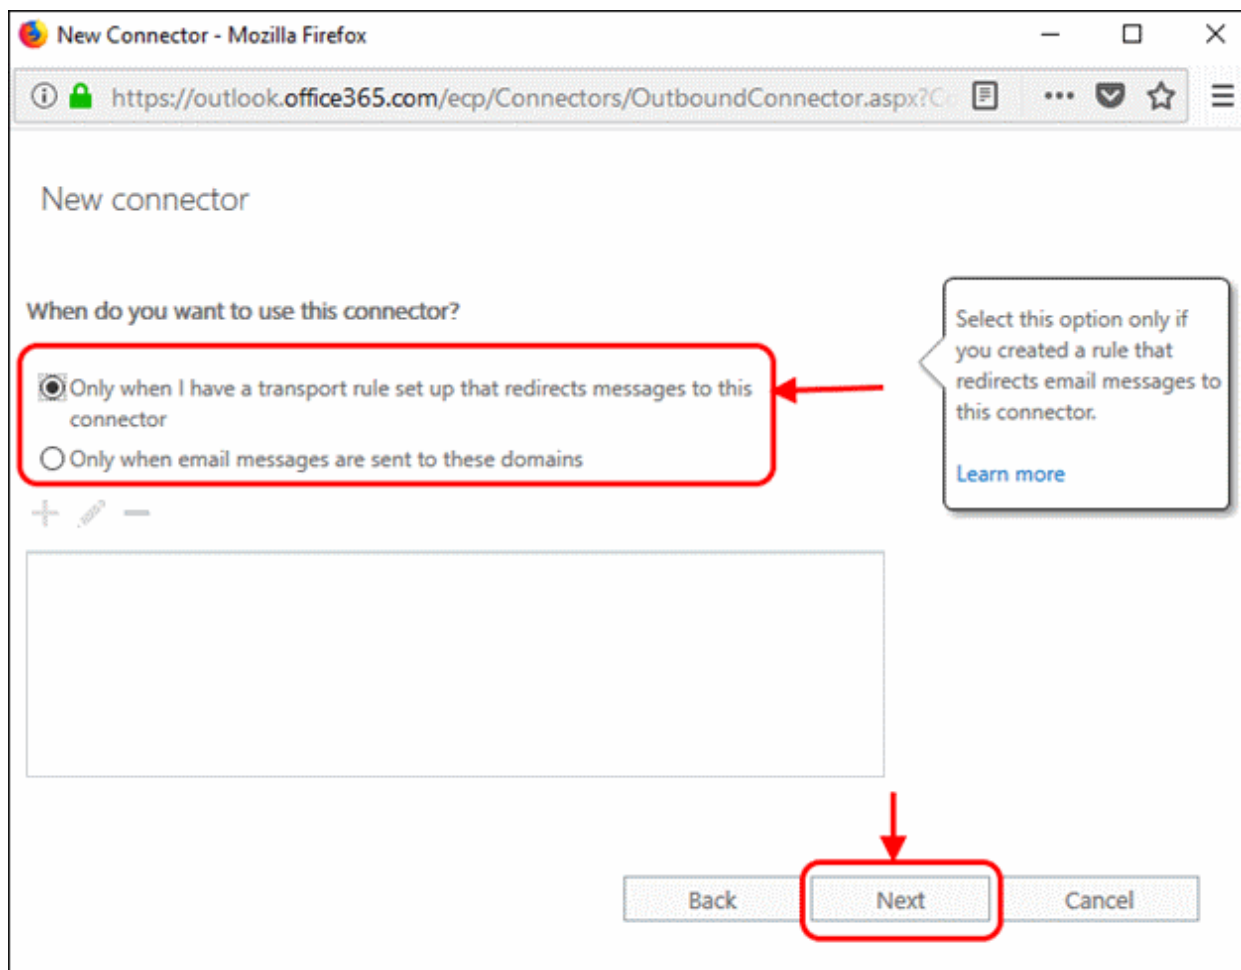 New Connector - Mozilla Firefox
https://outlook.office365.com/ecp/Connectors/OutboundConnector.aspx?Co
New connector
When do you want to use this connector?
Only when I have a transport rule set up that redirects messages to this
connector
Only when email messages are sent to these domains
Select this option only if
you created a rule that
redirects email messages to
this connector.
Learn more
Back
Next
Cancel